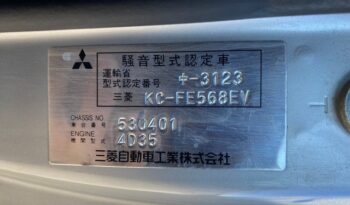 騒音型式認定車
運輸省
型式認定番号 中-3123
三菱 KC-FE568EV
CHASSIS NO.
車台番号 530401
ENGINE
機関型式 4D35
三菱自動車工業株式会社